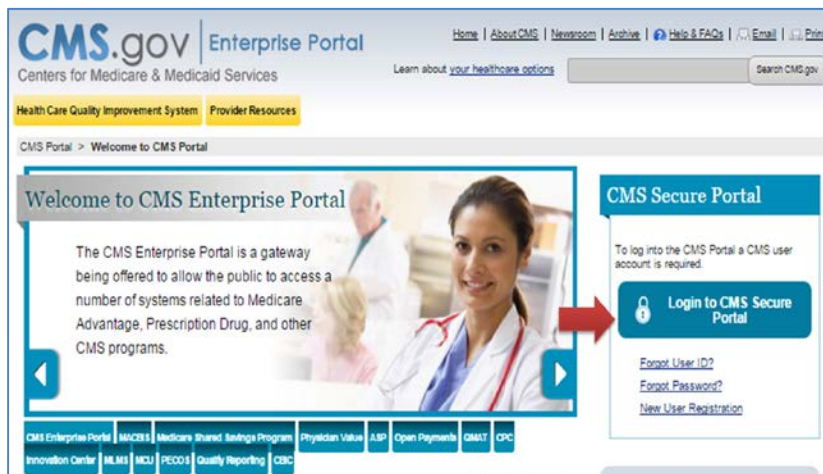 CMS.gov | Enterprise Portal
Centers for Medicare & Medicaid Services
Home | About CMS | Newsroom | Archive | Help & FAQs | Email | Prin
Learn about your healthcare options
Search CMS.gov
Health Care Quality Improvement System
Provider Resources
CMS Portal > Welcome to CMS Portal
Welcome to CMS Enterprise Portal
The CMS Enterprise Portal is a gateway
being offered to allow the public to access a
number of systems related to Medicare
Advantage, Prescription Drug, and other
CMS programs.
CMS Secure Portal
To log into the CMS Portal a CMS user
account is required.
Login to CMS Secure
Portal
Forgot User ID?
Forgot Password?
New User Registration
CMS Enterprise Portal MACBIS Medicare Shared Savings Program Physician Value ASP Open Payments QMAT CPC
Innovation Center MLMS MCU PECOS Quality Reporting CBIC